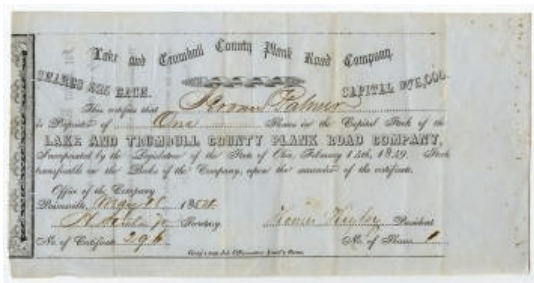 Lake and Trumbull County Plank Road Company.
SHARES $25 EACH. CAPITAL $75,000.
This certifies that Palmer
is Proprietor of One Shares in the Capital Stock of the
LAKE AND TRUMBULL COUNTY PLANK ROAD COMPANY,
Incorporated by the Legislature of the State of Ohio, February 15th, 1849. Stock
transferable on the Books of the Company, upon the surrender of the certificate.
Office of the Company
Painesville, May 18
Secretary President
No. of Certificate 296 No. of Shares 1